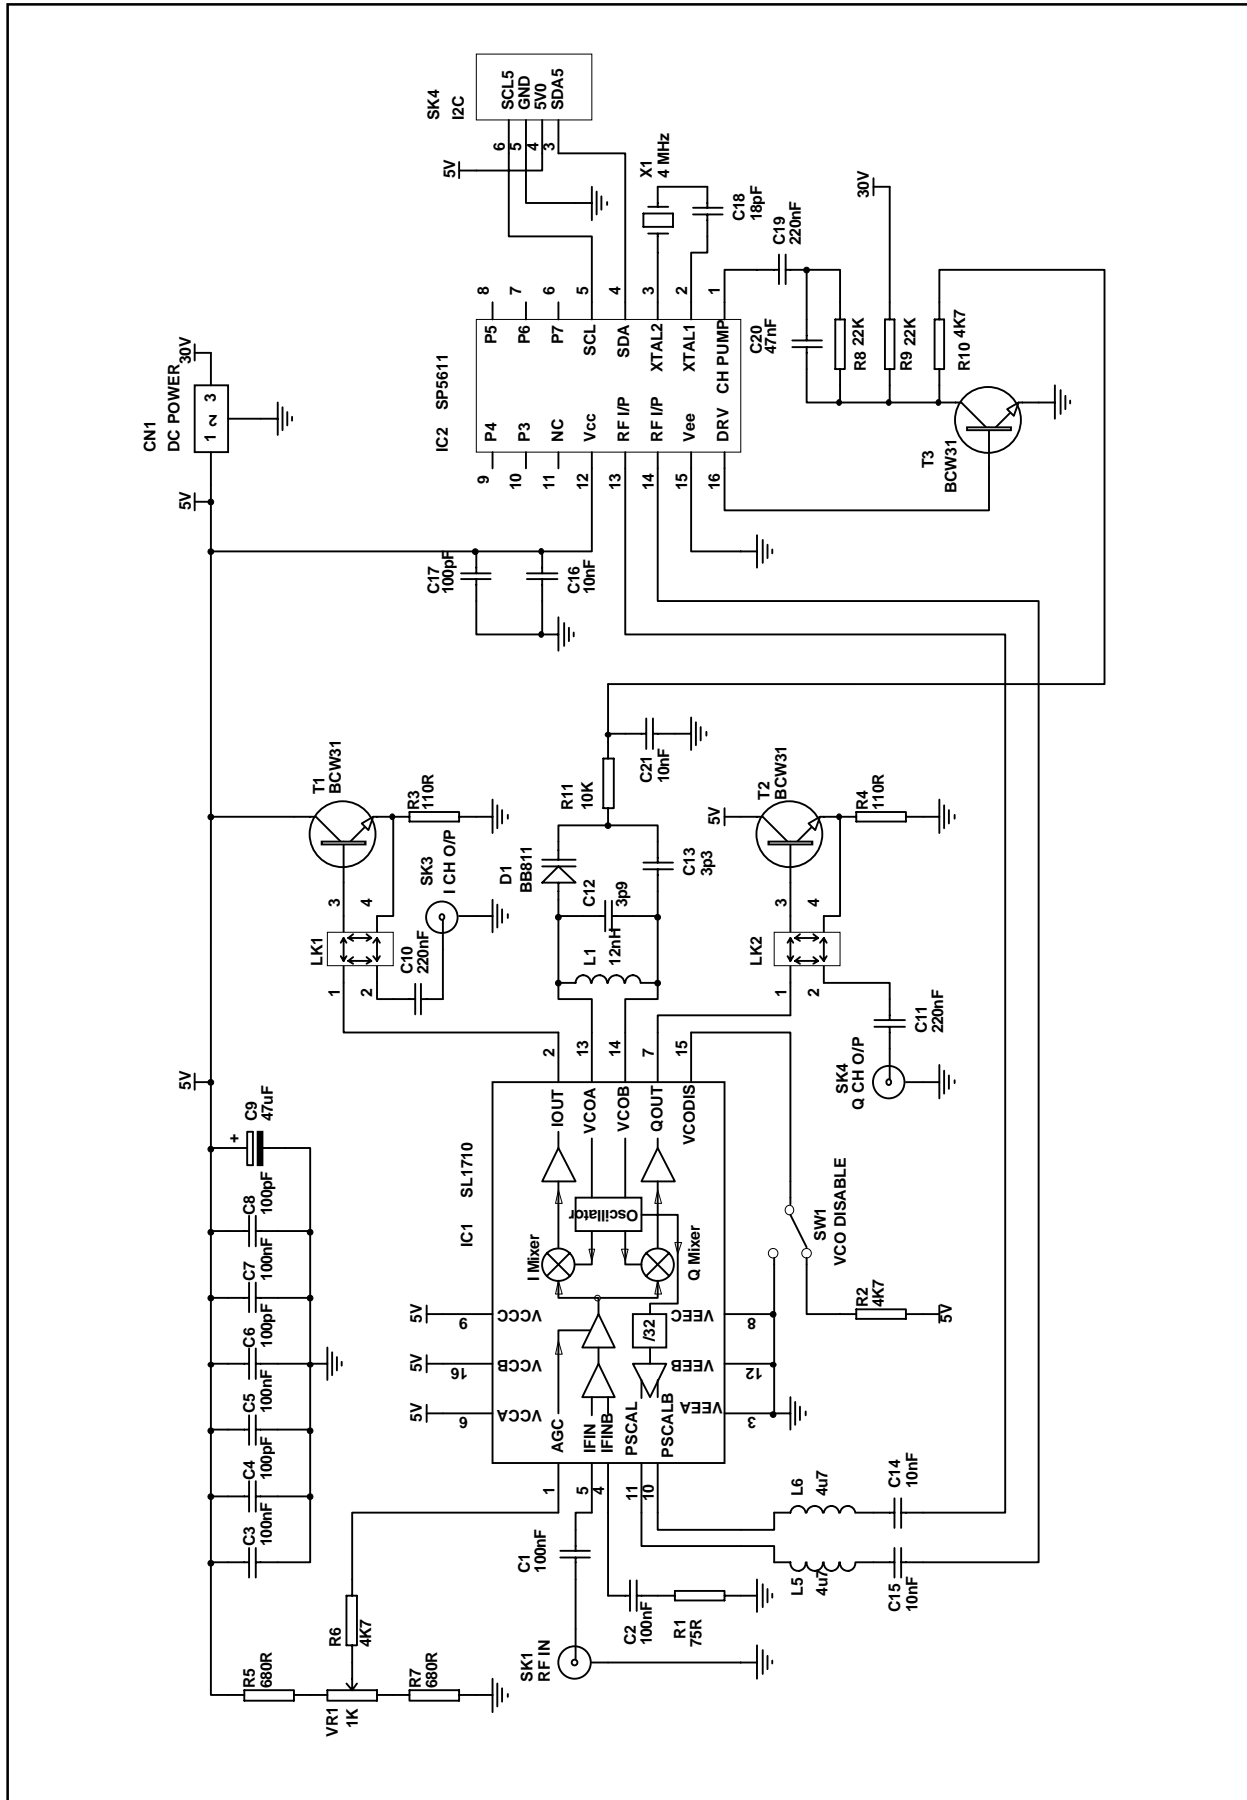 CN1
DC POWER
1 2 3
30V
5V
5V
SK4
I2C
SCL5
GND
5V0
SDA5
6
5
4
3
5V
IC2 SP5611
P4
P3
NC
Vcc
RF I/P
RF I/P
Vee
DRV
9
10
11
12
13
14
15
16
P5
P6
P7
SCL
SDA
XTAL2
XTAL1
CH PUMP
8
7
6
5
4
3
2
1
X1
4 MHz
C18
18pF
C19
220nF
C20
47nF
R8 22K
R9 22K
R10 4K7
30V
T3
BCW31
C17
100pF
C16
10nF
T1
BCW31
R3
110R
SK3
I CH O/P
LK1
1
2
3
4
C10
220nF
D1
BB811
R11
10K
C21
10nF
C12
3p9
C13
3p3
L1
12nH
5V
T2
BCW31
R4
110R
LK2
1
2
3
4
C11
220nF
SK4
Q CH O/P
IC1 SL1710
IOUT
VCOA
VCOB
QOUT
VCODIS
2
13
14
7
15
Oscillator
I Mixer
Q Mixer
/32
AGC
IFIN
IFINB
PSCAL
PSCALB
1
5
4
11
10
VCCA
VCCB
VCCC
6
16
9
5V
5V
5V
VEEA
VEEB
VEEC
3
12
8
SW1
VCO DISABLE
R2
4K7
5V
C9
47uF
+
C8
100pF
C7
100nF
C6
100pF
C5
100nF
C4
100pF
C3
100nF
R5
680R
VR1
1K
R7
680R
R6
4K7
C1
100nF
SK1
RF IN
C2
100nF
R1
75R
L6
4u7
L5
4u7
C14
10nF
C15
10nF